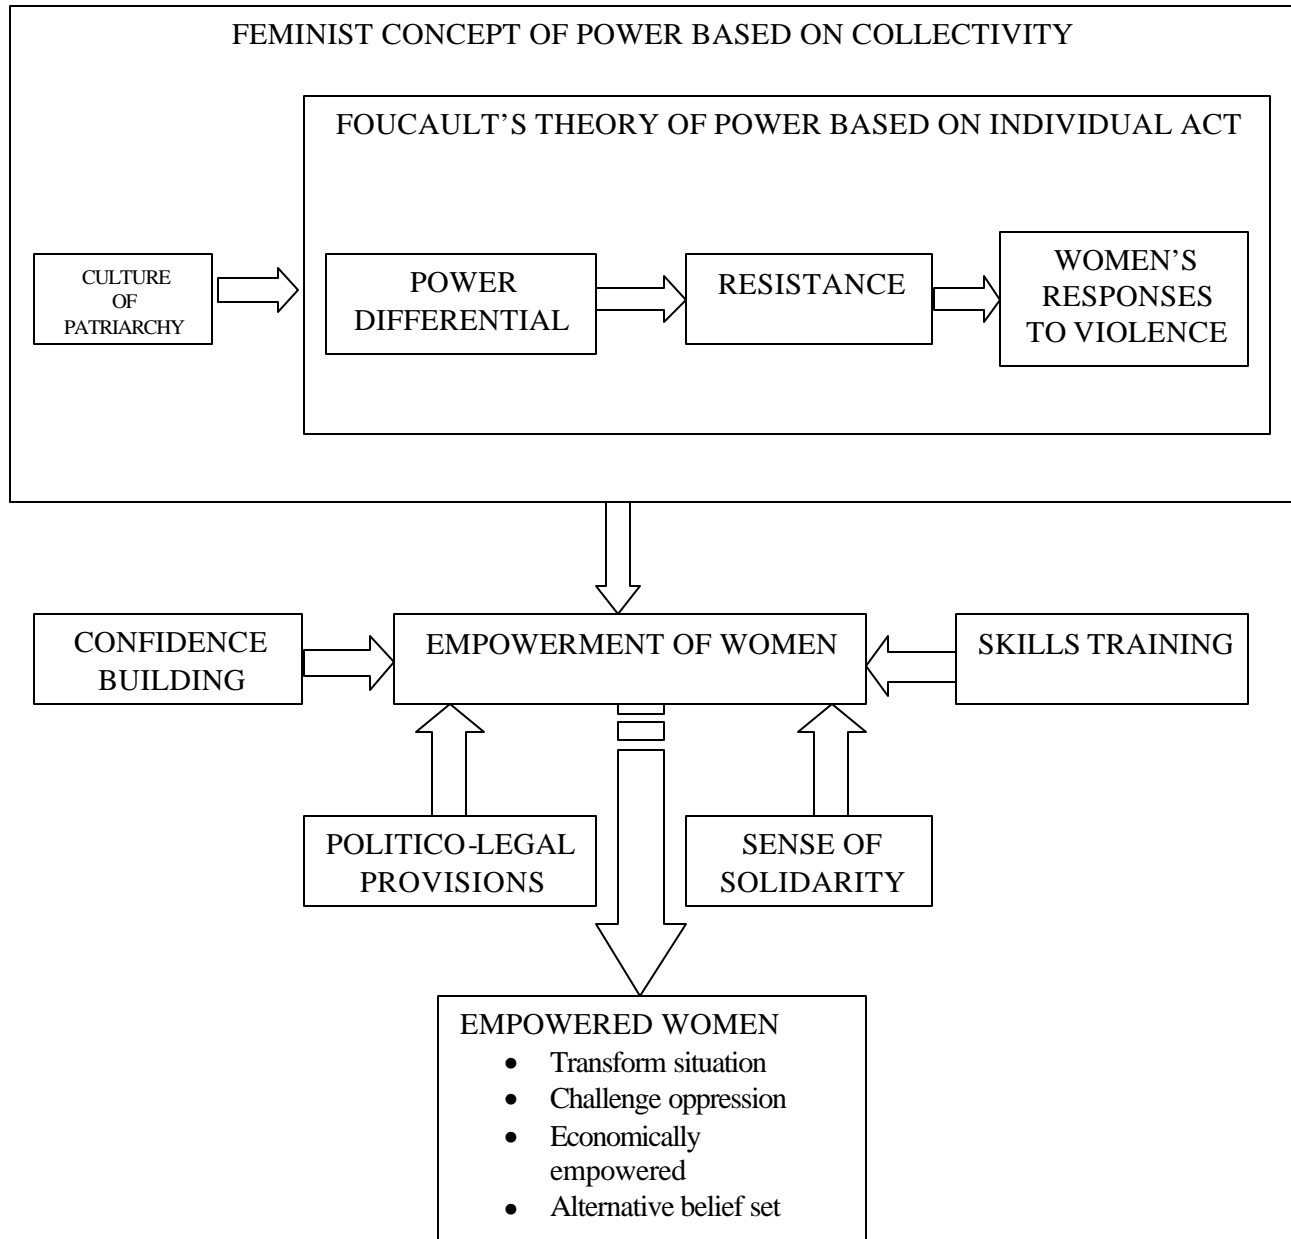 FEMINIST CONCEPT OF POWER BASED ON COLLECTIVITY
FOUCAULT’S THEORY OF POWER BASED ON INDIVIDUAL ACT
CULTURE
OF
PATRIARCHY
POWER
DIFFERENTIAL
RESISTANCE
WOMEN’S
RESPONSES
TO VIOLENCE
CONFIDENCE
BUILDING
EMPOWERMENT OF WOMEN
SKILLS TRAINING
POLITICO-LEGAL
PROVISIONS
SENSE OF
SOLIDARITY
EMPOWERED WOMEN
• Transform situation
• Challenge oppression
• Economically
empowered
• Alternative belief set